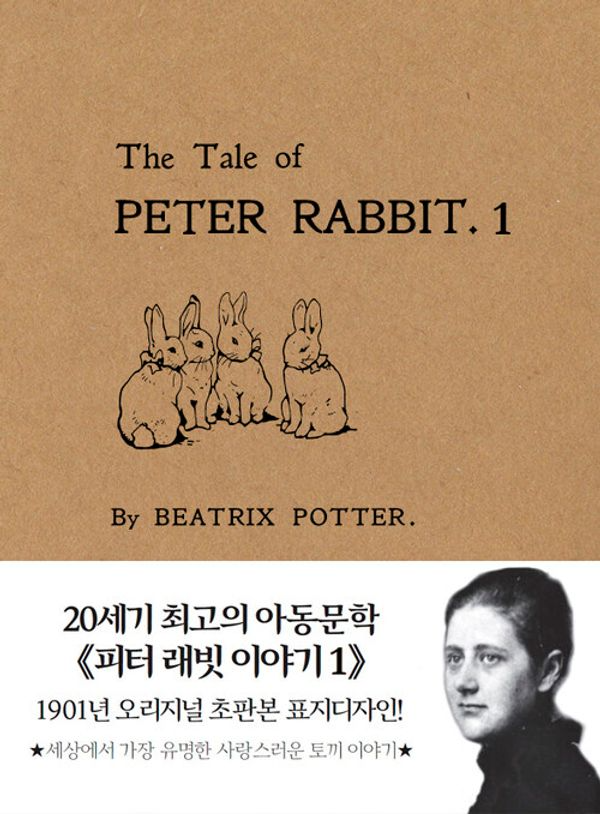 The Tale of
PETER RABBIT. 1
By BEATRIX POTTER.
20세기 최고의 아동문학
《피터 래빗 이야기 1》
1901년 오리지널 초판본 표지디자인!
★세상에서 가장 유명한 사랑스러운 토끼 이야기★